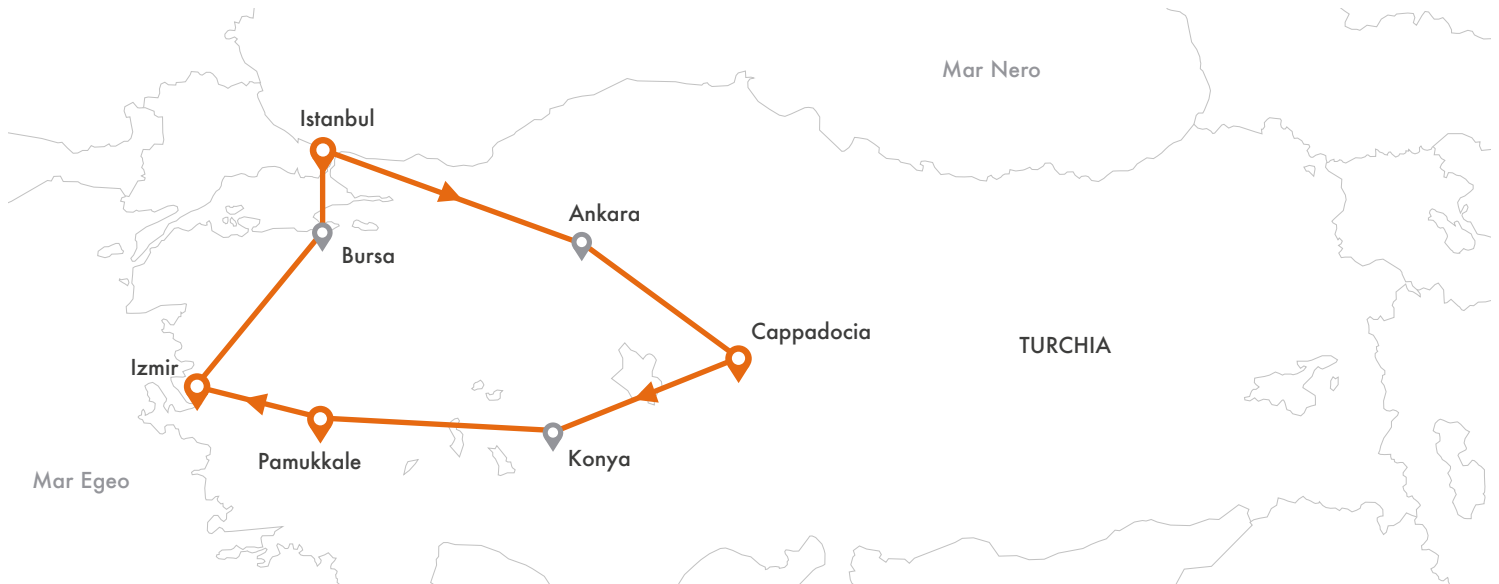 Mar Nero
Istanbul
Ankara
Bursa
Cappadocia
TURCHIA
Izmir
Pamukkale
Konya
Mar Egeo